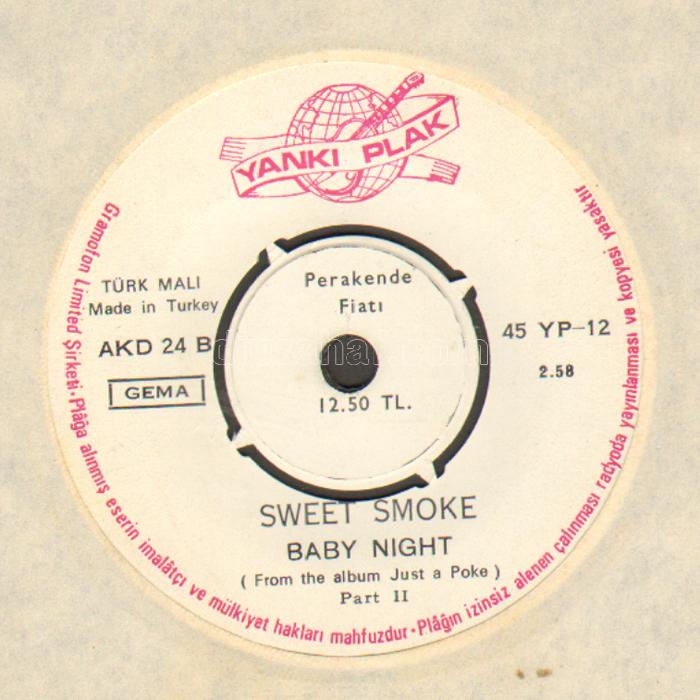 YANKI PLAK
Gramofon Limited Şirketi • Plâğa alınmış eserin imalâtçı ve mülkiyet hakları mahfuzdur • Plâğın izinsiz alenen çalınması radyoda yayınlanması ve kopyesi yasaktır
TÜRK MALI
Made in Turkey
AKD 24 B
GEMA
Perakende
Fiatı
12.50 TL.
45 YP-12
2.58
SWEET SMOKE
BABY NIGHT
( From the album Just a Poke )
Part II